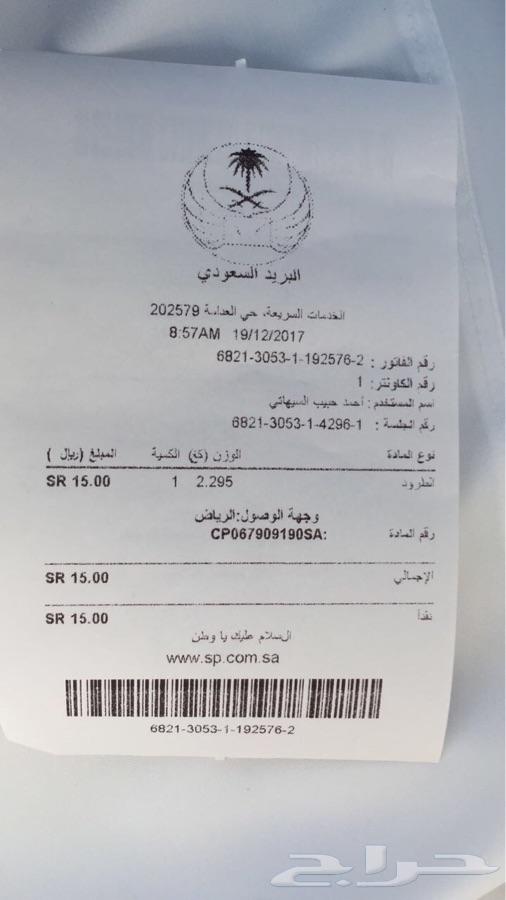 البريد السعودي
الخدمات السريعة، حي العدامة 202579
8:57AM 19/12/2017
رقم الفاتور : 6821-3053-1-192576-2
رقم الكاونتر: 1
اسم المستخدم : أحمد حبيب السيهاتي
رقم الجلسة : 6821-3053-1-4296-1
نوع المادة الوزن (كغ) الكمية المبلغ (ريال )
الطرود 2.295 1 SR 15.00
وجهة الوصول:الرياض
رقم المادة CP067909190SA:
الإجمالي SR 15.00
نقدا SR 15.00
السلام عليك يا وطن
www.sp.com.sa
6821-3053-1-192576-2
حراج